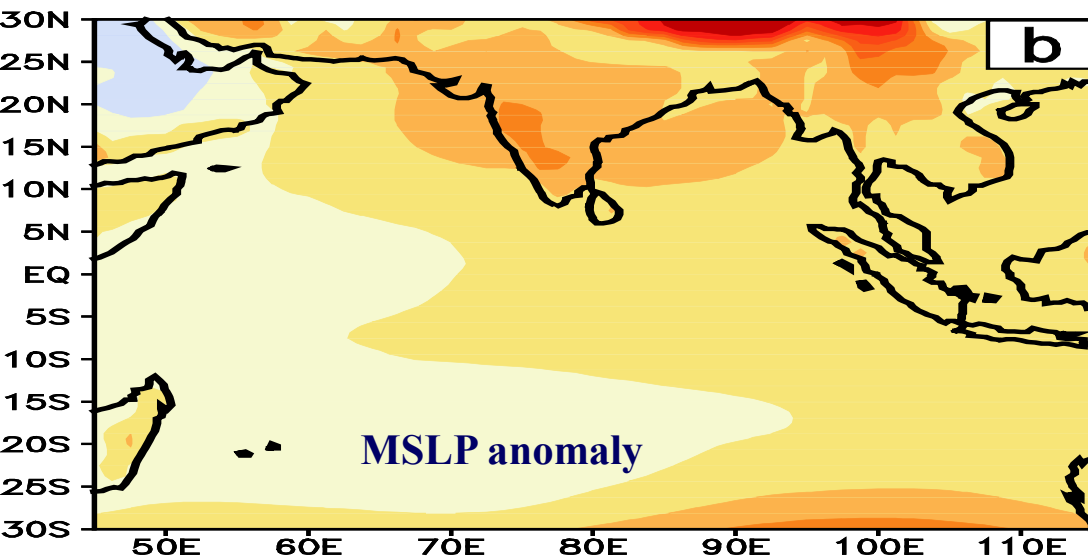 30N
b
25N
20N
15N
10N
5N
EQ
5S
10S
15S
20S
MSLP anomaly
25S
30S
50E 60E 70E 80E 90E 100E 110E